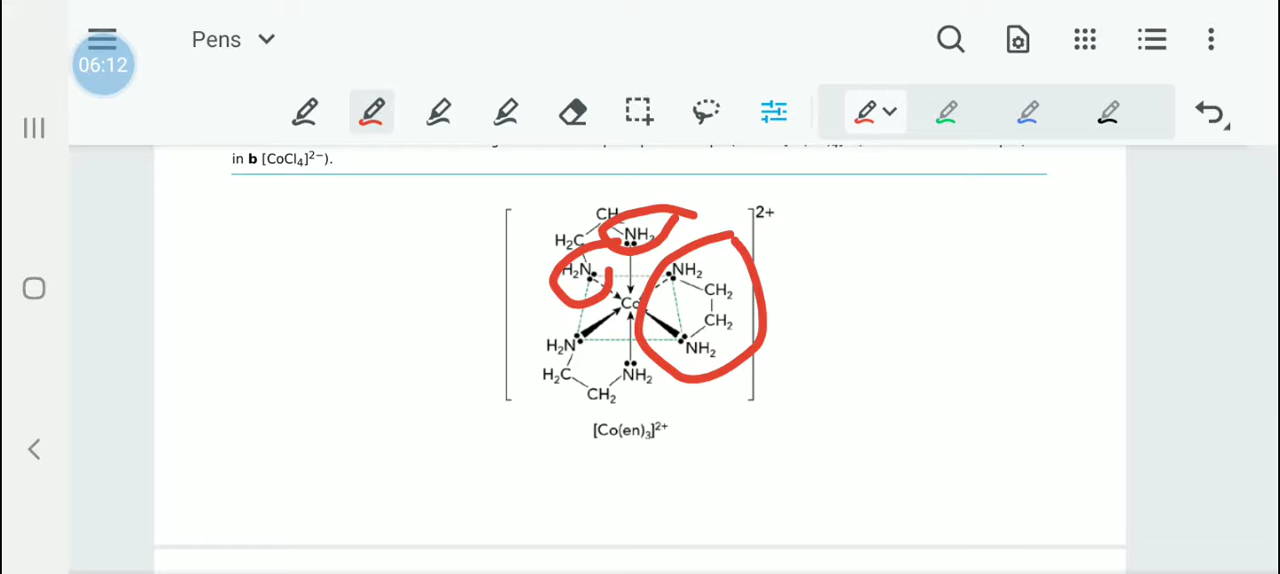 06:12
Pens
in b [CoCl₄]²⁻).
2+
CH
H₂C
NH₂
H₂N
NH₂
CH₂
Co
CH₂
H₂N
NH₂
H₂C
NH₂
CH₂
[Co(en)₃]²⁺